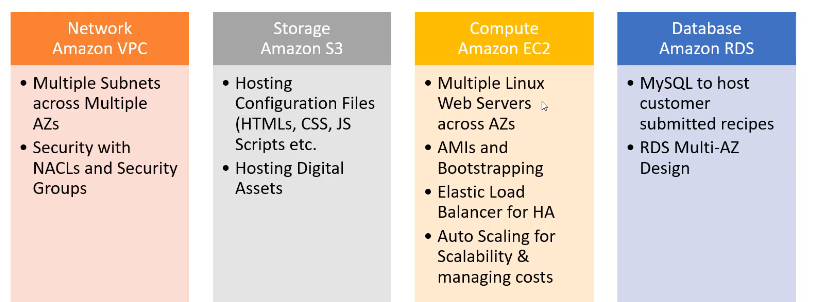 Network
Amazon VPC
• Multiple Subnets
across Multiple
AZs
• Security with
NACLs and Security
Groups
Storage
Amazon S3
• Hosting
Configuration Files
(HTMLs, CSS, JS
Scripts etc.
• Hosting Digital
Assets
Compute
Amazon EC2
• Multiple Linux
Web Servers
across AZs
• AMIs and
Bootstrapping
• Elastic Load
Balancer for HA
• Auto Scaling for
Scalability &
managing costs
Database
Amazon RDS
• MySQL to host
customer
submitted recipes
• RDS Multi-AZ
Design